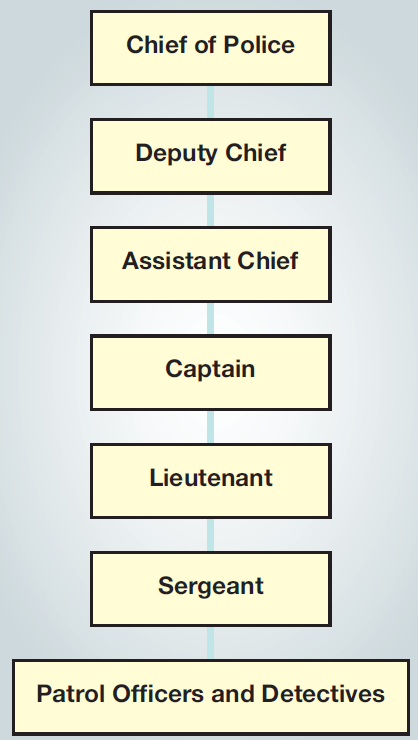 Chief of Police
Deputy Chief
Assistant Chief
Captain
Lieutenant
Sergeant
Patrol Officers and Detectives